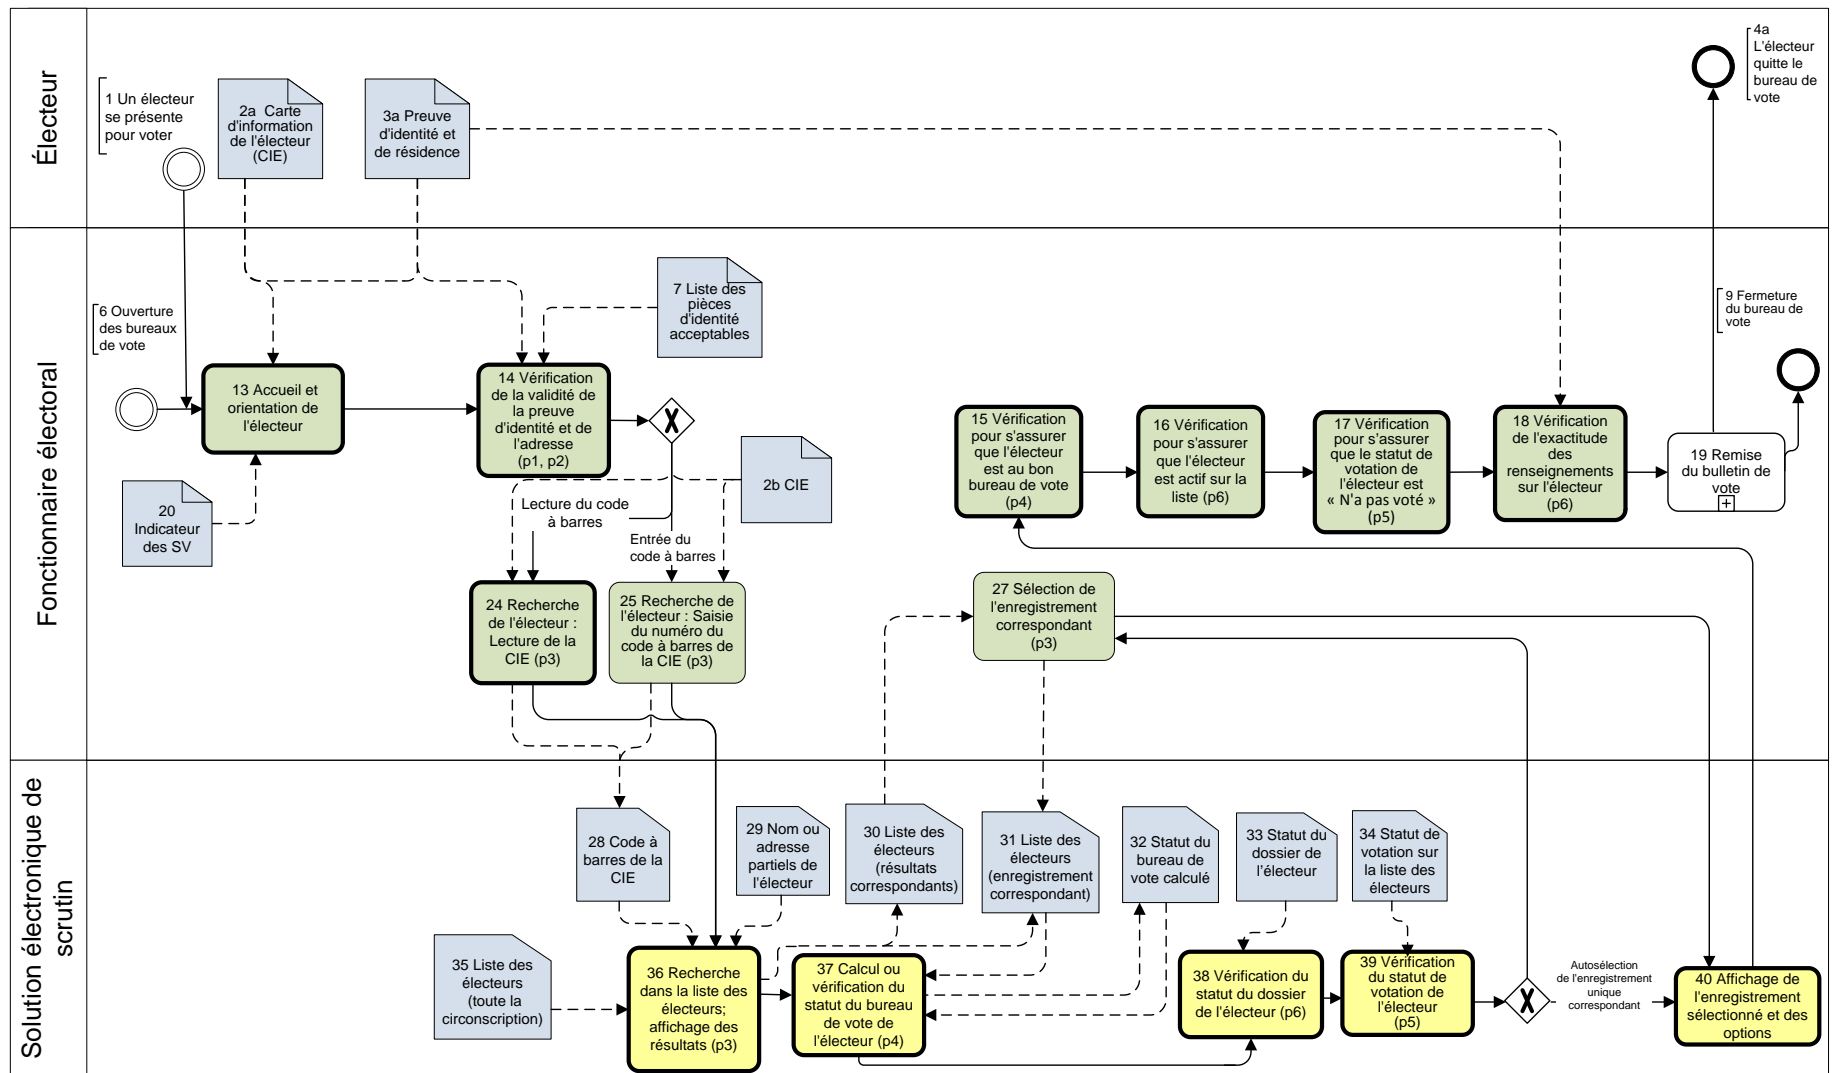 Électeur
1 Un électeur
se présente
pour voter
2a Carte
d'information
de l'électeur
(CIE)
3a Preuve
d'identité et
de résidence
4a
L'électeur
quitte le
bureau de
vote
Fonctionnaire électoral
6 Ouverture
des bureaux
de vote
13 Accueil et
orientation de
l'électeur
20
Indicateur
des SV
7 Liste des
pièces
d'identité
acceptables
14 Vérification
de la validité de
la preuve
d'identité et de
l'adresse
(p1, p2)
X
2b CIE
Lecture du code
à barres
Entrée du
code à barres
24 Recherche
de l'électeur :
Lecture de la
CIE (p3)
25 Recherche de
l'électeur : Saisie
du numéro du
code à barres de
la CIE (p3)
15 Vérification
pour s'assurer
que l'électeur
est au bon
bureau de vote
(p4)
16 Vérification
pour s'assurer
que l'électeur
est actif sur la
liste (p6)
17 Vérification
pour s'assurer
que le statut de
votation de
l'électeur est
« N'a pas voté »
(p5)
18 Vérification
de l'exactitude
des
renseignements
sur l'électeur
(p6)
19 Remise
du bulletin de
vote
9 Fermeture
du bureau de
vote
27 Sélection de
l'enregistrement
correspondant
(p3)
Solution électronique de
scrutin
28 Code à
barres de la
CIE
29 Nom ou
adresse
partiels de
l'électeur
30 Liste des
électeurs
(résultats
correspondants)
31 Liste des
électeurs
(enregistrement
correspondant)
32 Statut du
bureau de
vote calculé
33 Statut du
dossier de
l'électeur
34 Statut de
votation sur
la liste des
électeurs
35 Liste des
électeurs
(toute la
circonscription)
36 Recherche
dans la liste des
électeurs;
affichage des
résultats (p3)
37 Calcul ou
vérification du
statut du bureau
de vote de
l'électeur (p4)
38 Vérification du
statut du dossier
de l'électeur (p6)
39 Vérification
du statut de
votation de
l'électeur
(p5)
X
Autosélection
de l'enregistrement
unique
correspondant
40 Affichage de
l'enregistrement
sélectionné et des
options